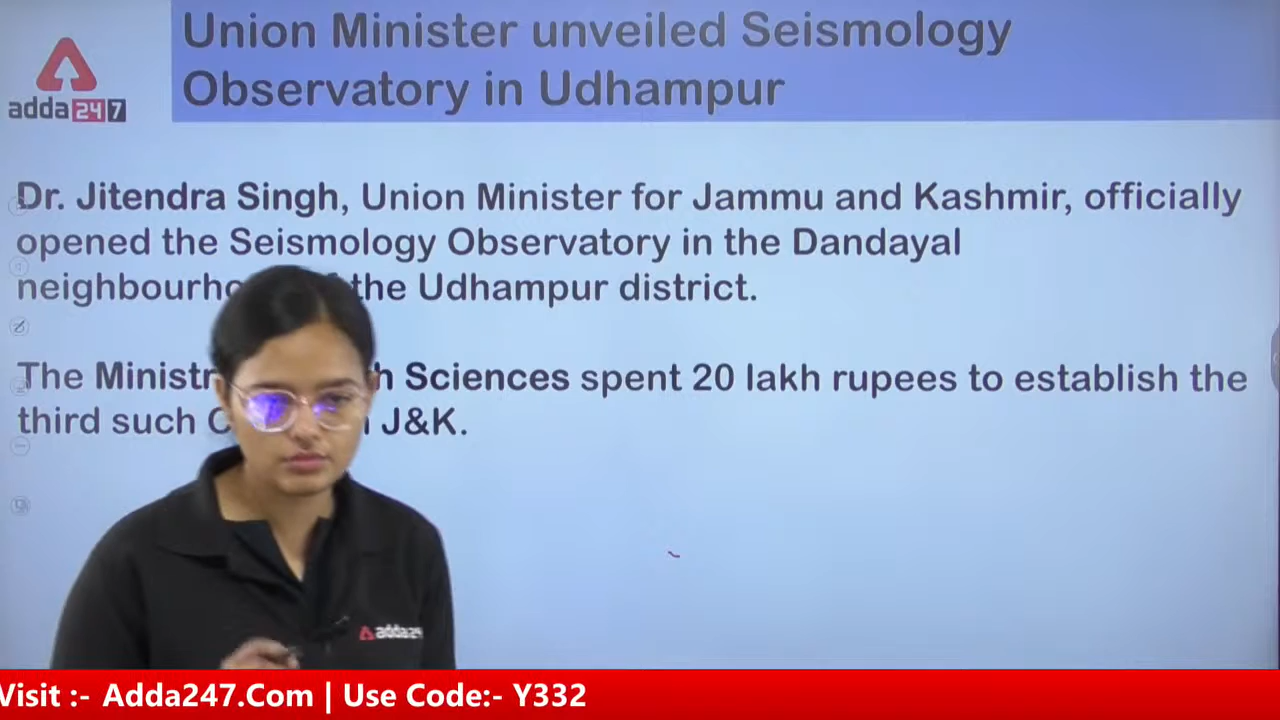 Union Minister unveiled Seismology
Observatory in Udhampur
adda247
Dr. Jitendra Singh, Union Minister for Jammu and Kashmir, officially
opened the Seismology Observatory in the Dandayal
the Udhampur district.
The Sciences spent 20 lakh rupees to establish the
third such J&K.
adda247
Visit :- Adda247.Com | Use Code:- Y332